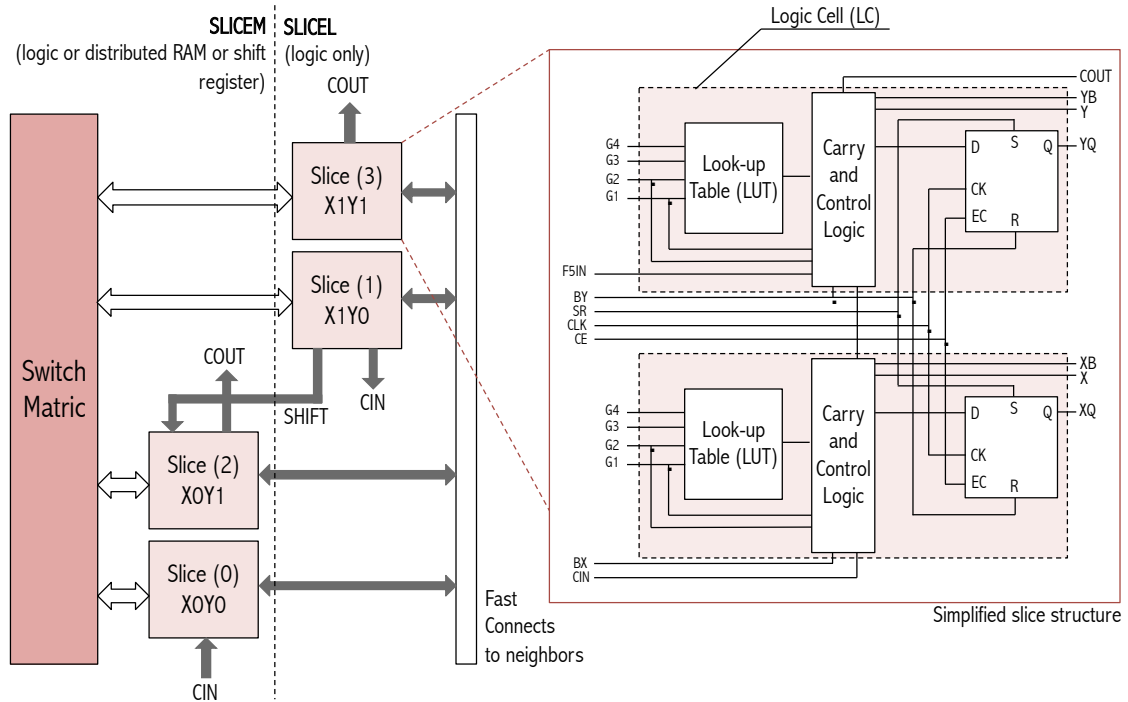 SLICEM
(logic or distributed RAM or shift
register)
SLICEL
(logic only)
COUT
Switch
Matric
Slice (3)
X1Y1
Slice (1)
X1Y0
COUT
SHIFT
CIN
Slice (2)
X0Y1
Slice (0)
X0Y0
CIN
Fast
Connects
to neighbors
Logic Cell (LC)
G4
G3
G2
G1
Look-up
Table (LUT)
Carry
and
Control
Logic
D
S
Q
CK
EC
R
COUT
YB
Y
YQ
F5IN
BY
SR
CLK
CE
G4
G3
G2
G1
Look-up
Table (LUT)
Carry
and
Control
Logic
D
S
Q
CK
EC
R
XB
X
XQ
BX
CIN
Simplified slice structure